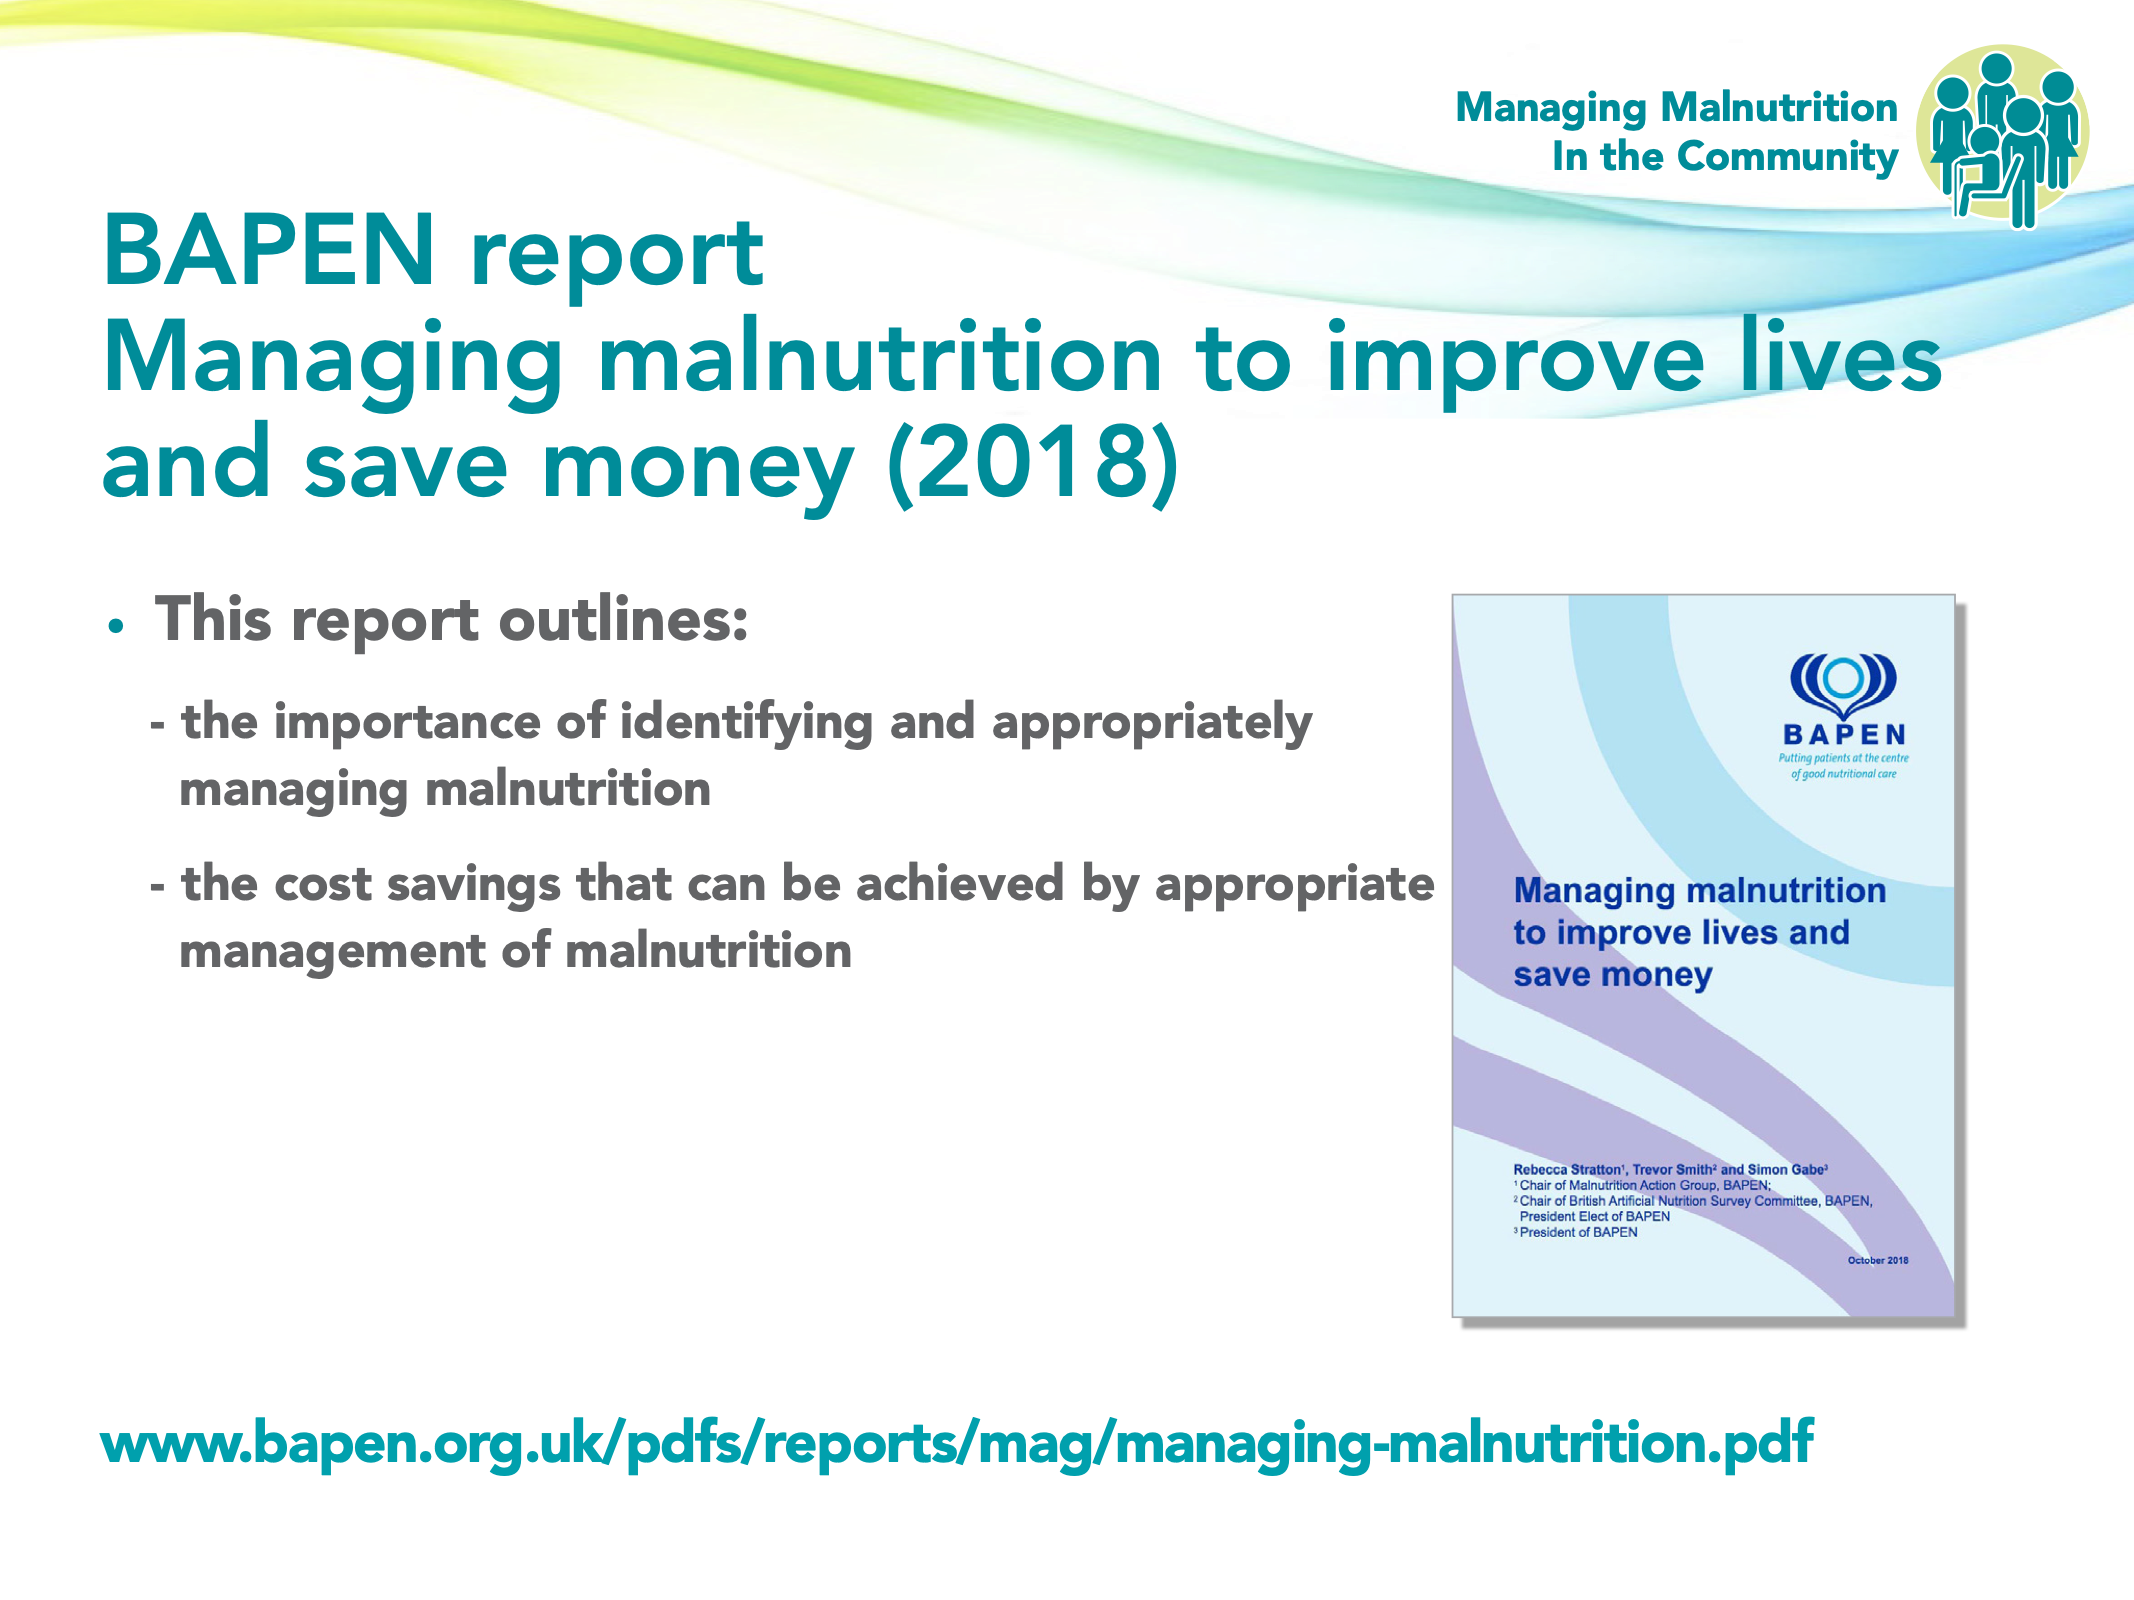 Managing Malnutrition
In the Community
BAPEN report
Managing malnutrition to improve lives
and save money (2018)
• This report outlines:
- the importance of identifying and appropriately
managing malnutrition
- the cost savings that can be achieved by appropriate
management of malnutrition
BAPEN
Putting patients at the centre
of good nutritional care
Managing malnutrition
to improve lives and
save money
Rebecca Stratton¹, Trevor Smith² and Simon Gabe³
¹ Chair of Malnutrition Action Group, BAPEN;
² Chair of British Artificial Nutrition Survey Committee, BAPEN,
President Elect of BAPEN
³ President of BAPEN
October 2018
www.bapen.org.uk/pdfs/reports/mag/managing-malnutrition.pdf